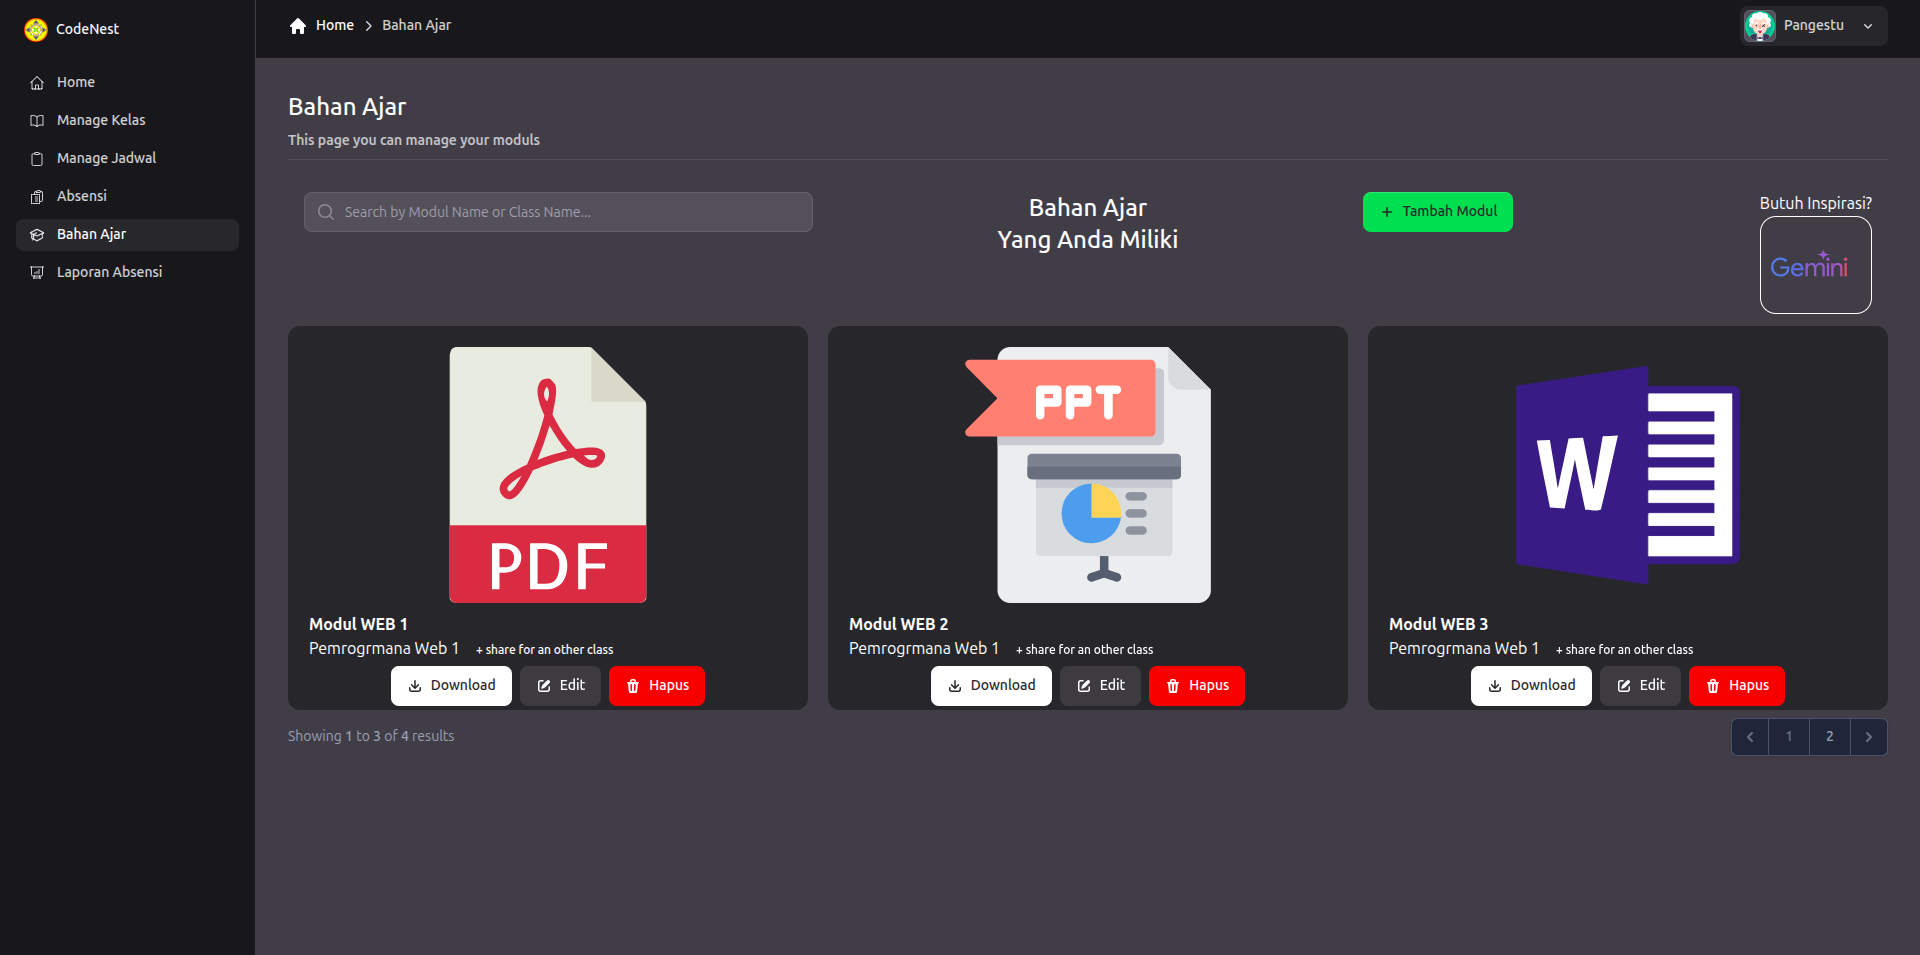 CodeNest
Home
Manage Kelas
Manage Jadwal
Absensi
Bahan Ajar
Laporan Absensi
Home > Bahan Ajar
Pangestu
Bahan Ajar
This page you can manage your moduls
Search by Modul Name or Class Name...
Bahan Ajar
Yang Anda Miliki
+ Tambah Modul
Butuh Inspirasi?
Gemini
PDF
Modul WEB 1
Pemrogrmana Web 1 + share for an other class
Download Edit Hapus
PPT
Modul WEB 2
Pemrogrmana Web 1 + share for an other class
Download Edit Hapus
W
Modul WEB 3
Pemrogrmana Web 1 + share for an other class
Download Edit Hapus
Showing 1 to 3 of 4 results
< 1 2 >